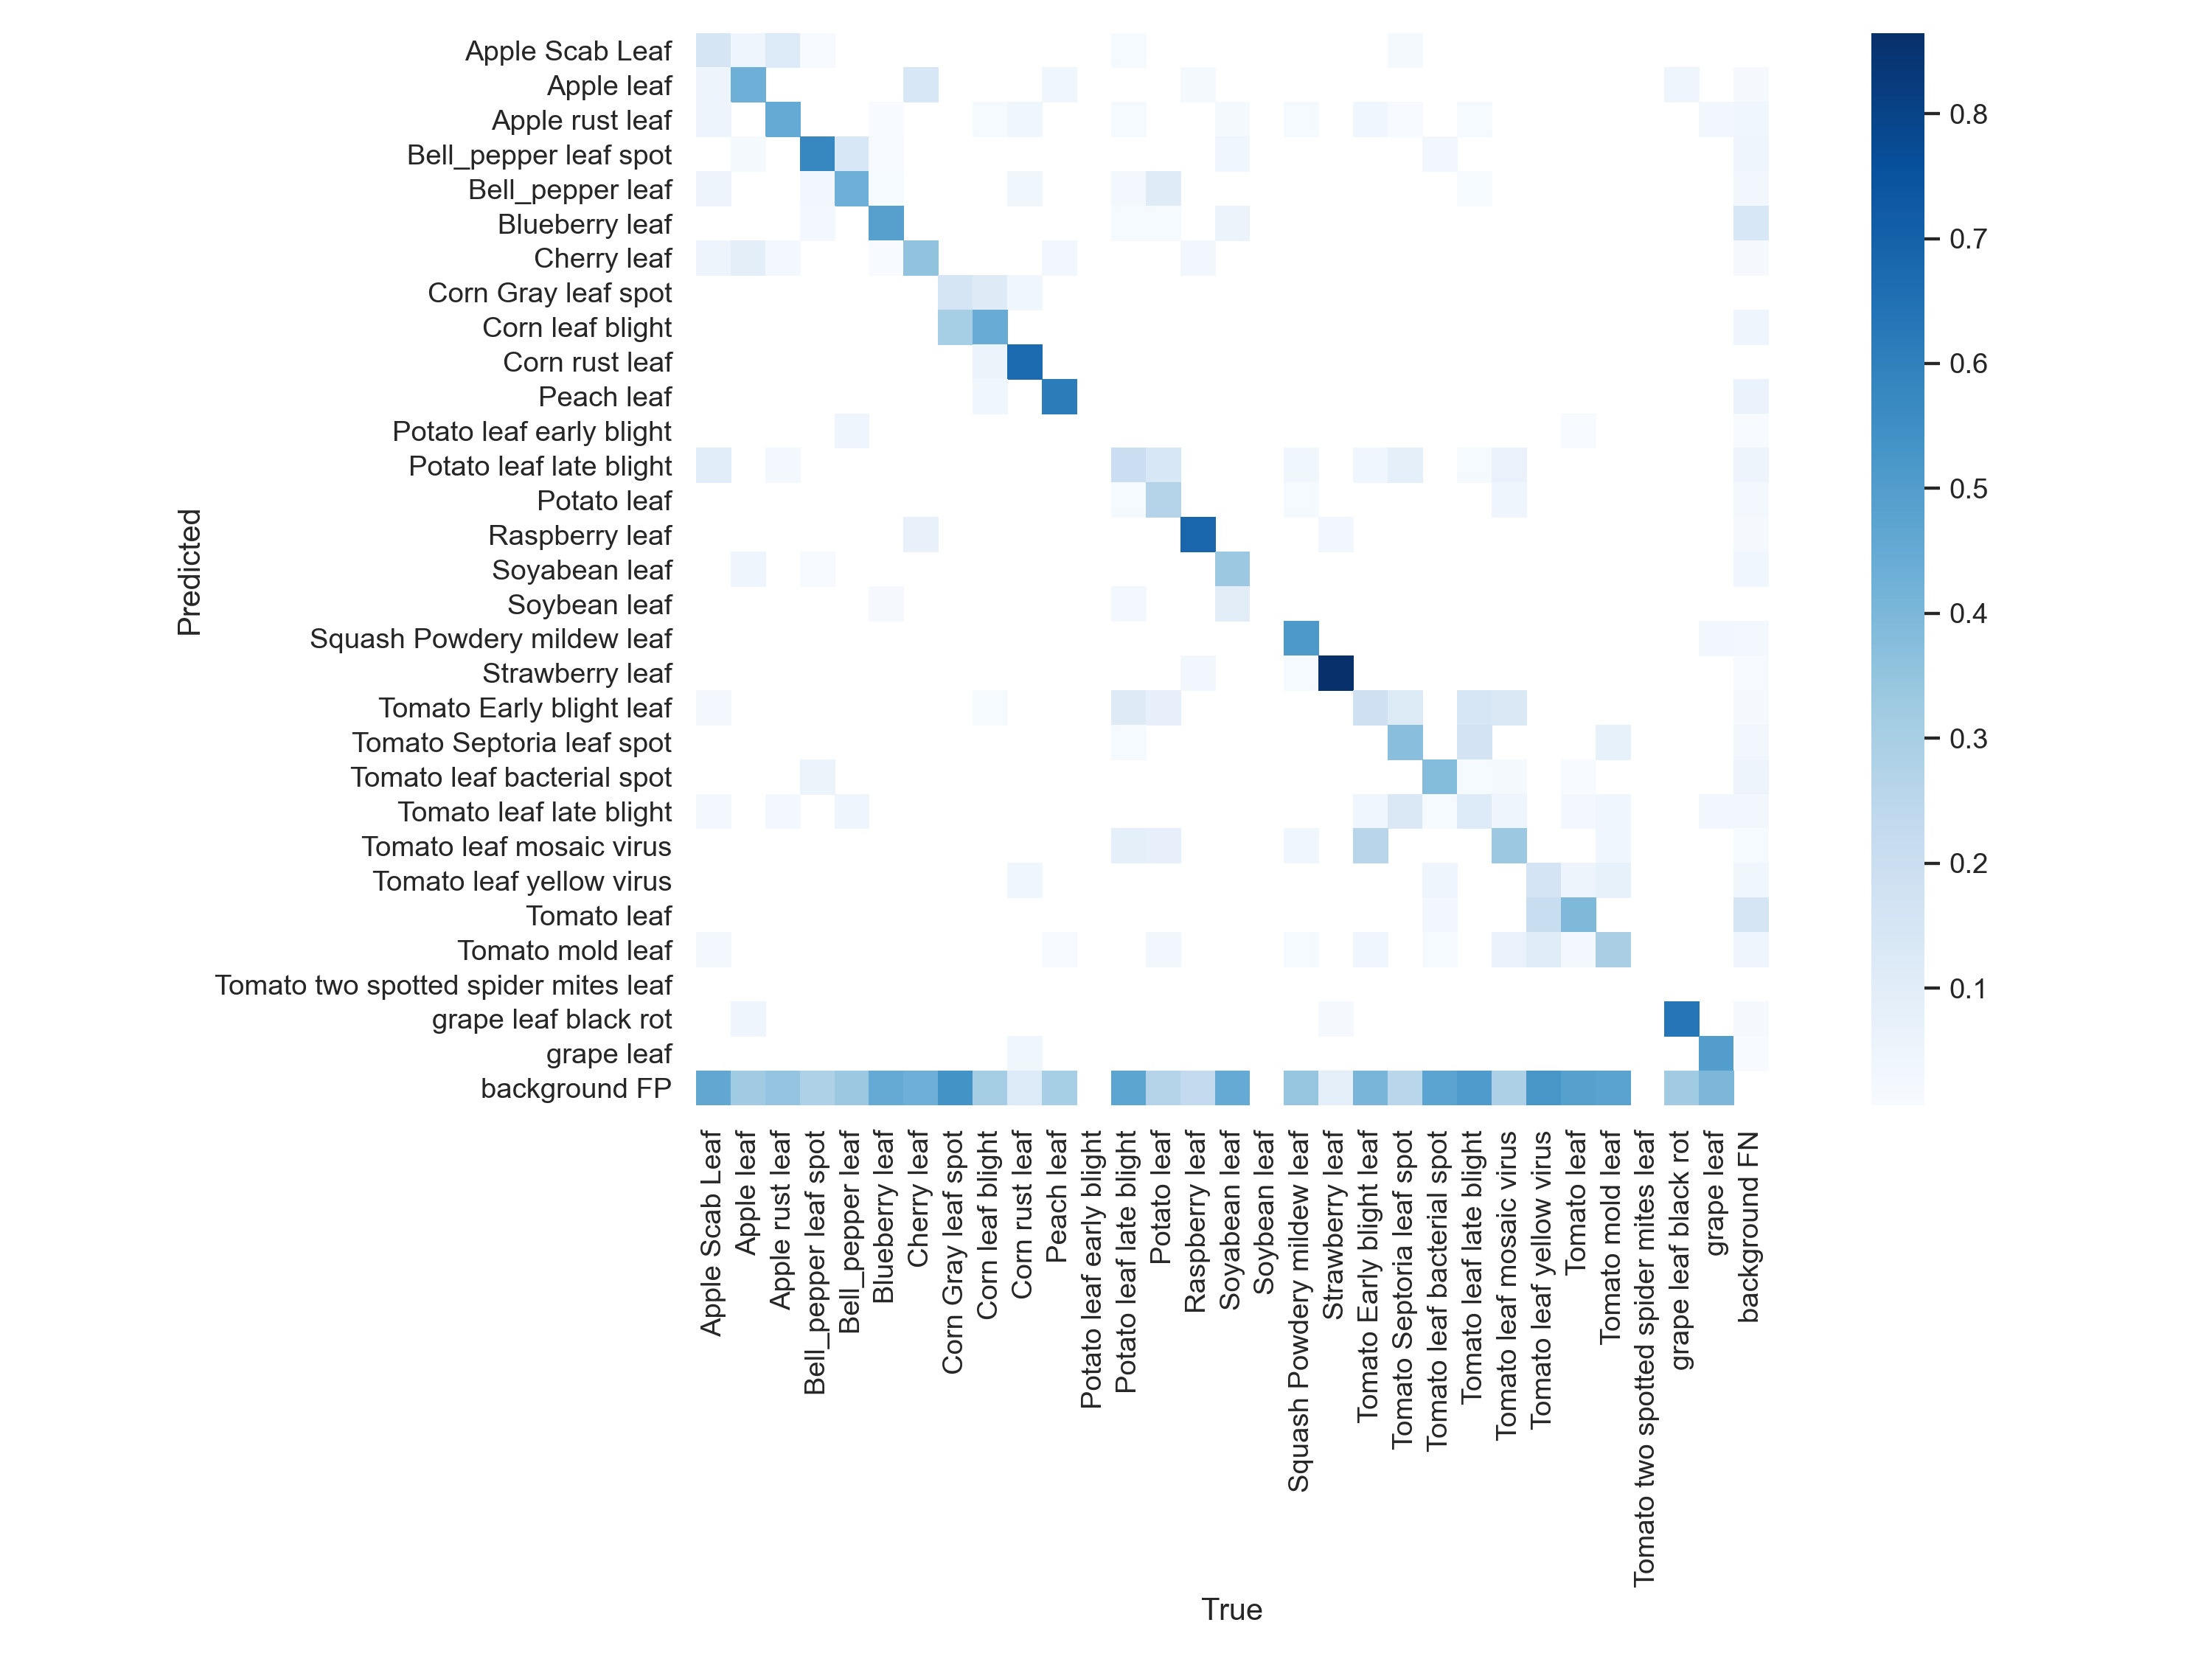 Predicted
Apple Scab Leaf
Apple leaf
Apple rust leaf
Bell_pepper leaf spot
Bell_pepper leaf
Blueberry leaf
Cherry leaf
Corn Gray leaf spot
Corn leaf blight
Corn rust leaf
Peach leaf
Potato leaf early blight
Potato leaf late blight
Potato leaf
Raspberry leaf
Soyabean leaf
Soybean leaf
Squash Powdery mildew leaf
Strawberry leaf
Tomato Early blight leaf
Tomato Septoria leaf spot
Tomato leaf bacterial spot
Tomato leaf late blight
Tomato leaf mosaic virus
Tomato leaf yellow virus
Tomato leaf
Tomato mold leaf
Tomato two spotted spider mites leaf
grape leaf black rot
grape leaf
background FP
Apple Scab Leaf
Apple leaf
Apple rust leaf
Bell_pepper leaf spot
Bell_pepper leaf
Blueberry leaf
Cherry leaf
Corn Gray leaf spot
Corn leaf blight
Corn rust leaf
Peach leaf
Potato leaf early blight
Potato leaf late blight
Potato leaf
Raspberry leaf
Soyabean leaf
Soybean leaf
Squash Powdery mildew leaf
Strawberry leaf
Tomato Early blight leaf
Tomato Septoria leaf spot
Tomato leaf bacterial spot
Tomato leaf late blight
Tomato leaf mosaic virus
Tomato leaf yellow virus
Tomato leaf
Tomato mold leaf
Tomato two spotted spider mites leaf
grape leaf black rot
grape leaf
background FN
True
0.8
0.7
0.6
0.5
0.4
0.3
0.2
0.1